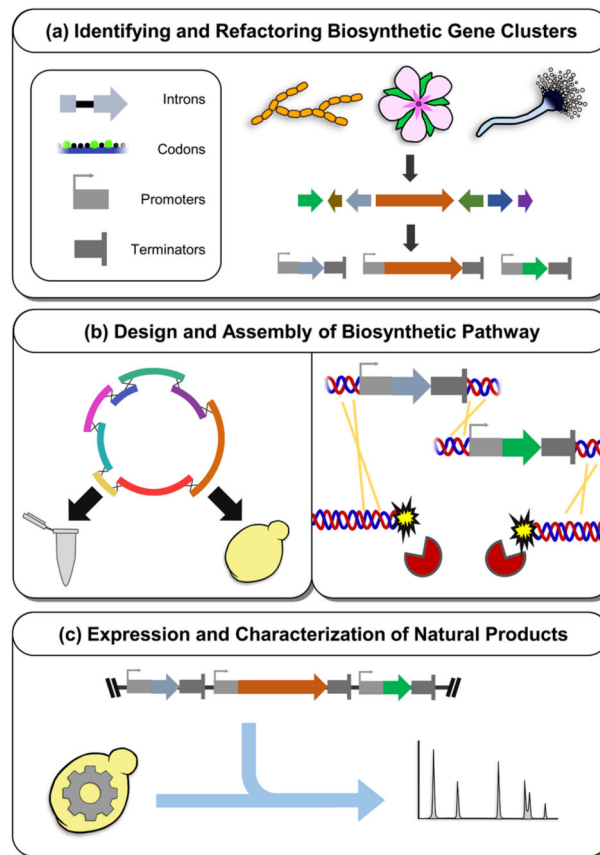 (a) Identifying and Refactoring Biosynthetic Gene Clusters
Introns
Codons
Promoters
Terminators
(b) Design and Assembly of Biosynthetic Pathway
(c) Expression and Characterization of Natural Products